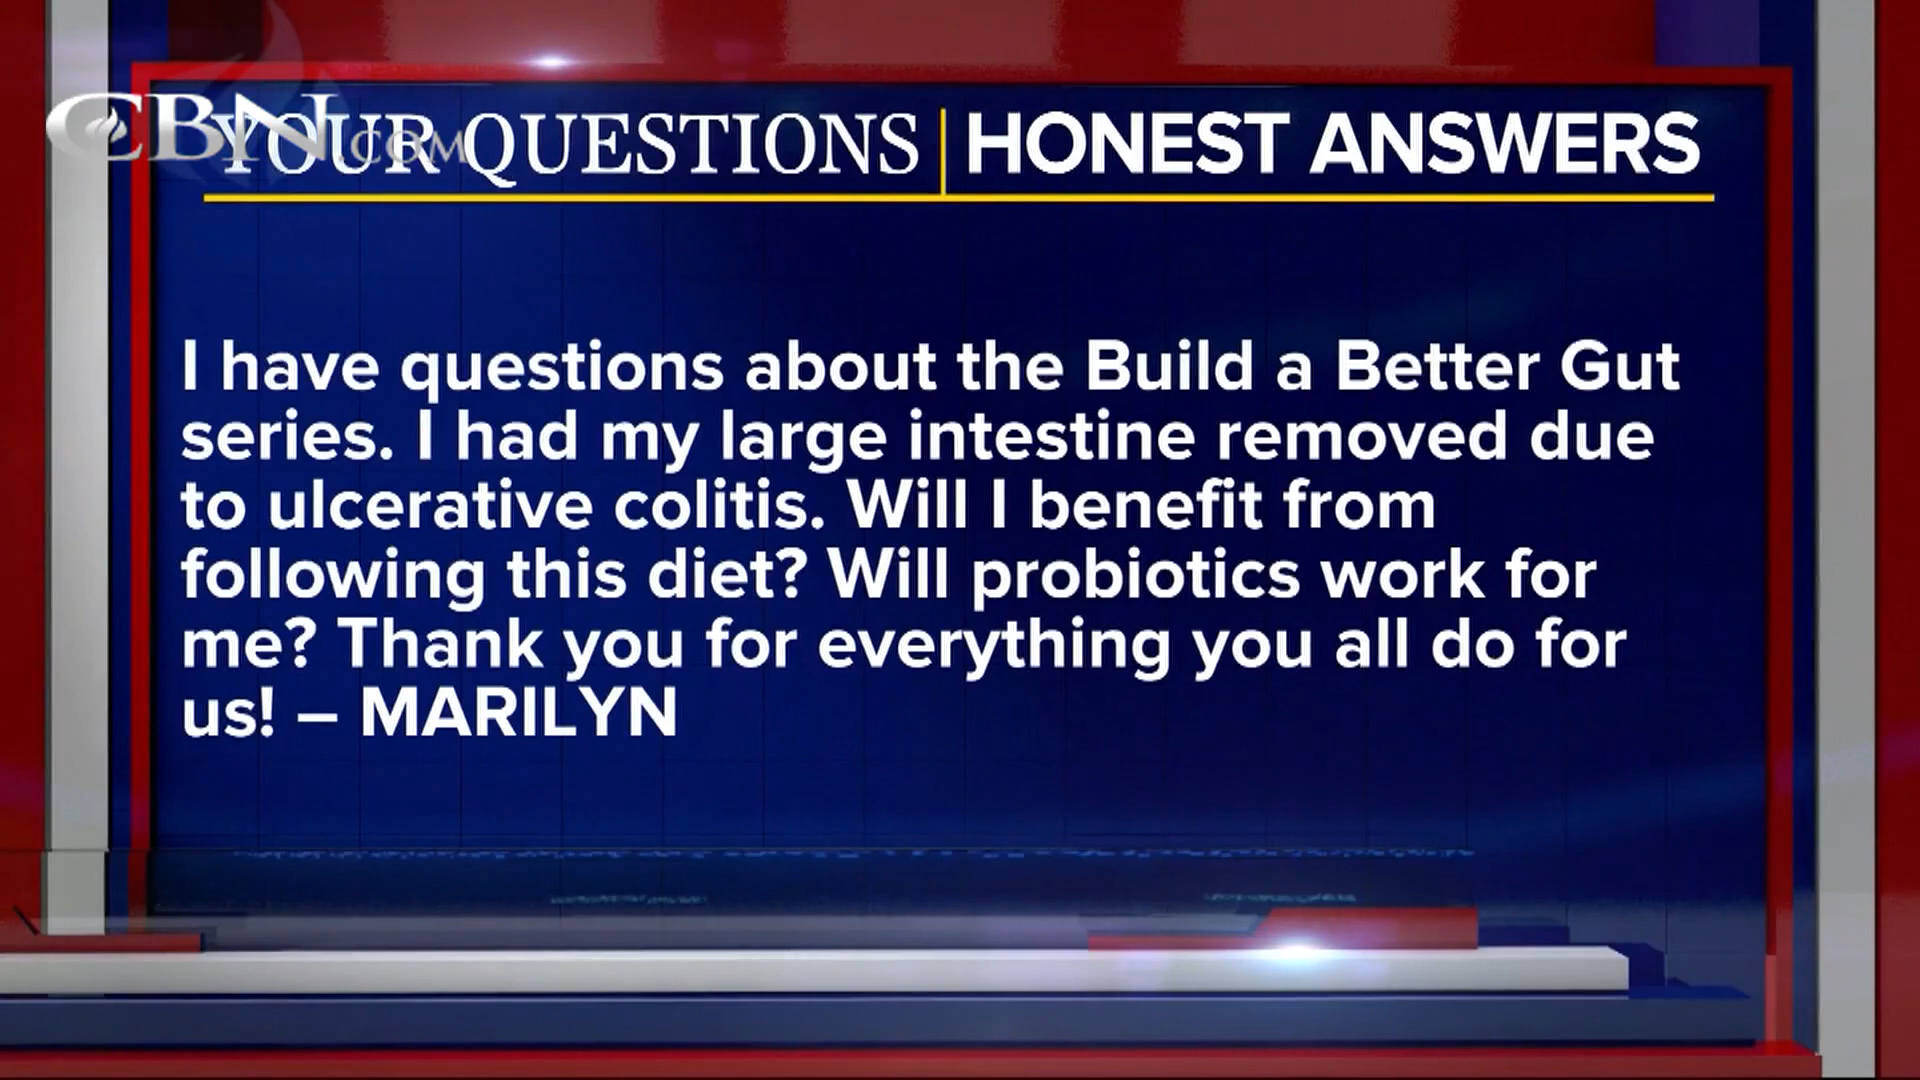 CBN.COM
YOUR QUESTIONS | HONEST ANSWERS
I have questions about the Build a Better Gut
series. I had my large intestine removed due
to ulcerative colitis. Will I benefit from
following this diet? Will probiotics work for
me? Thank you for everything you all do for
us! – MARILYN